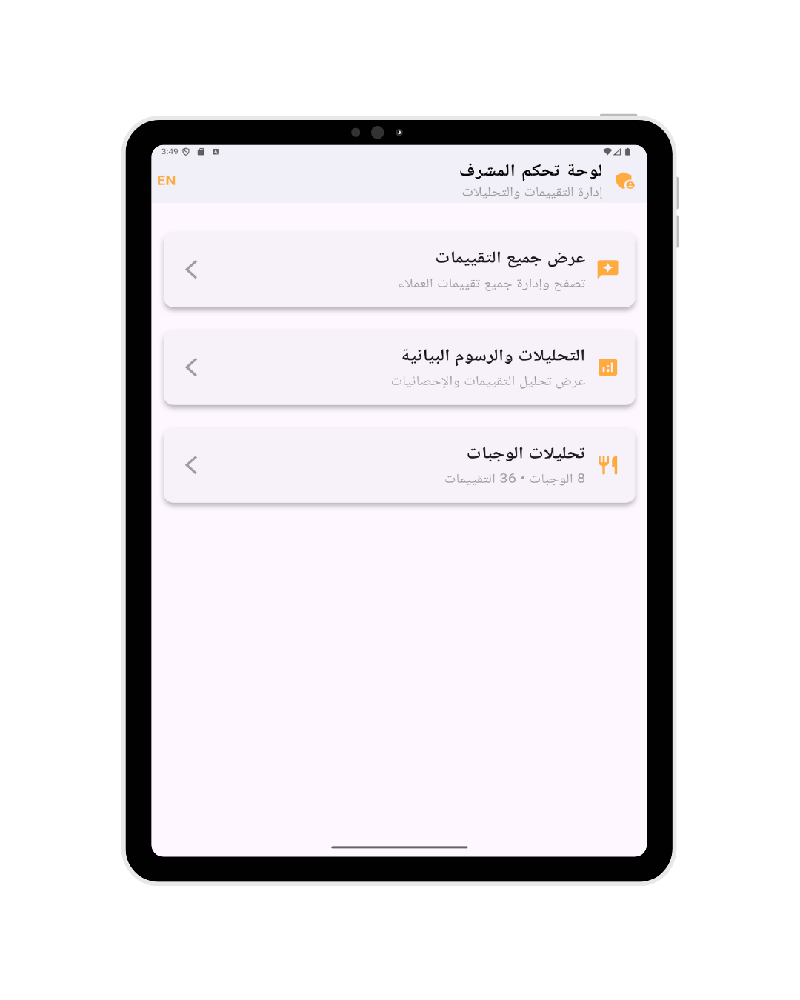 3:49
لوحة تحكم المشرف
إدارة التقييمات والتحليلات
EN
عرض جميع التقييمات
تصفح وإدارة جميع تقييمات العملاء
التحليلات والرسوم البيانية
عرض تحليل التقييمات والإحصائيات
تحليلات الوجبات
8 الوجبات • 36 التقييمات